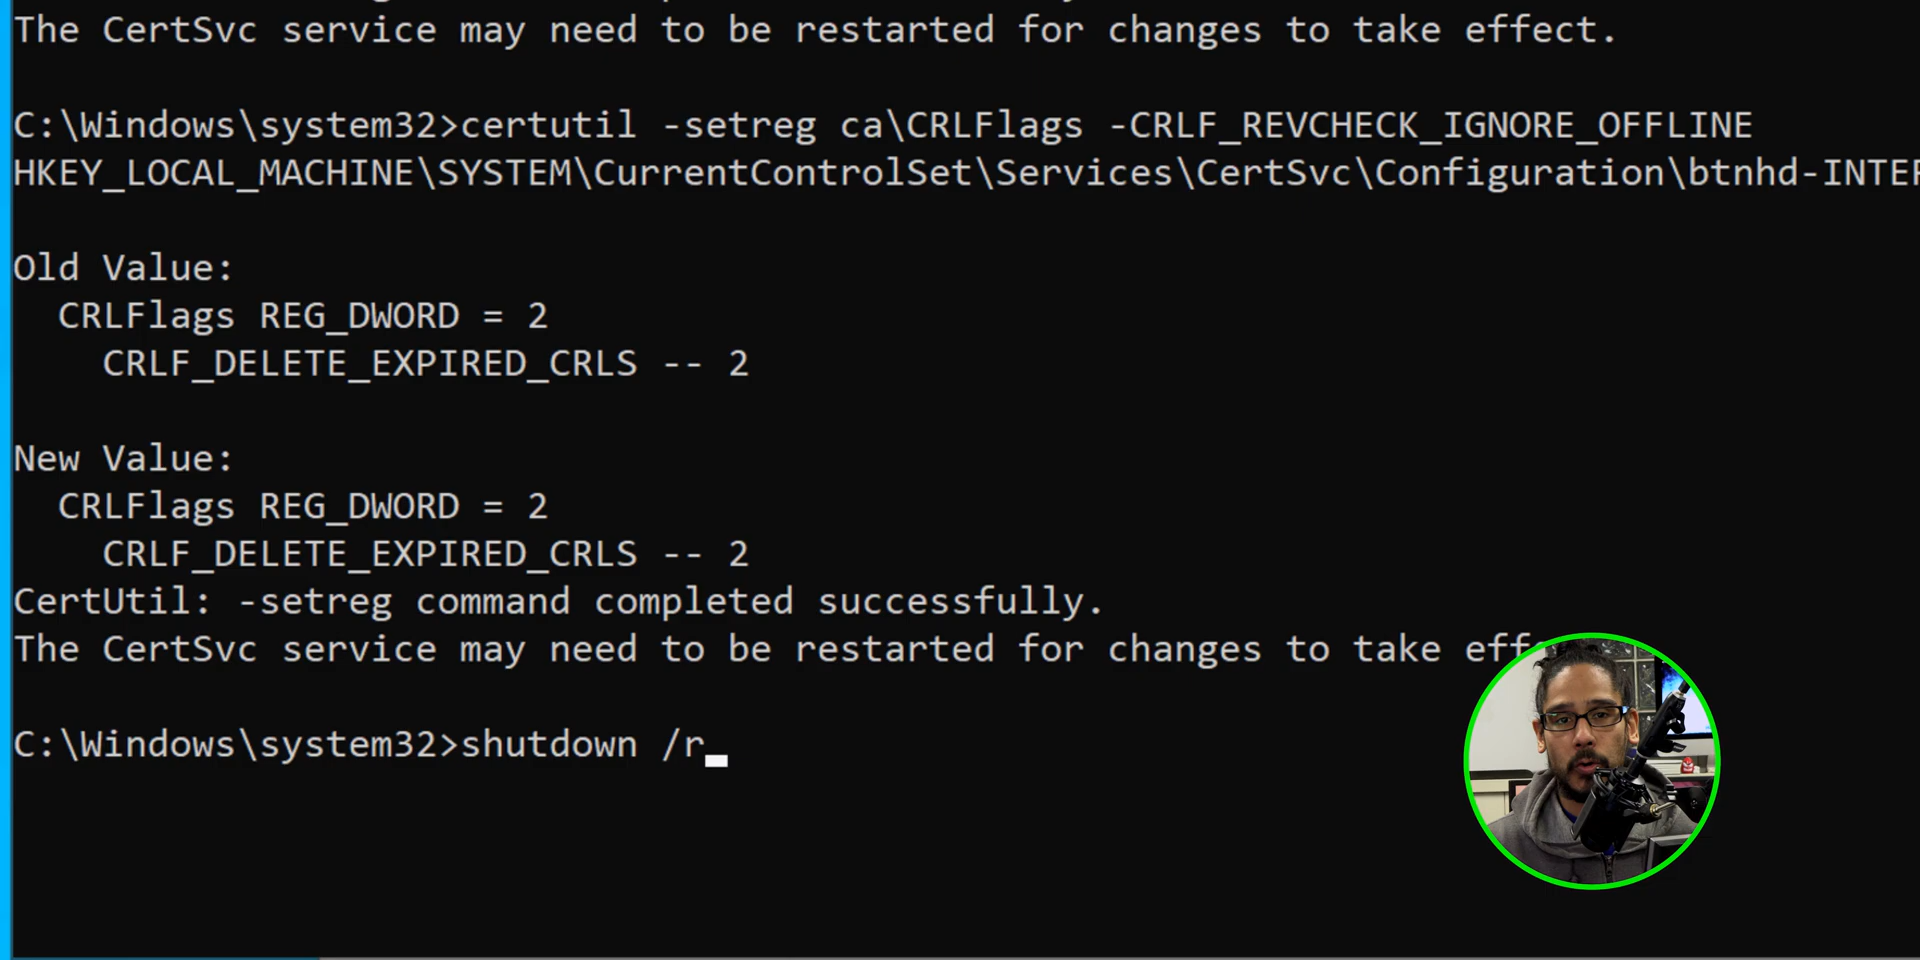 The CertSvc service may need to be restarted for changes to take effect.
C:\Windows\system32>certutil -setreg ca\CRLFlags -CRLF_REVCHECK_IGNORE_OFFLINE
HKEY_LOCAL_MACHINE\SYSTEM\CurrentControlSet\Services\CertSvc\Configuration\btnhd-INTER
Old Value:
CRLFlags REG_DWORD = 2
CRLF_DELETE_EXPIRED_CRLS -- 2
New Value:
CRLFlags REG_DWORD = 2
CRLF_DELETE_EXPIRED_CRLS -- 2
CertUtil: -setreg command completed successfully.
The CertSvc service may need to be restarted for changes to take eff
C:\Windows\system32>shutdown /r